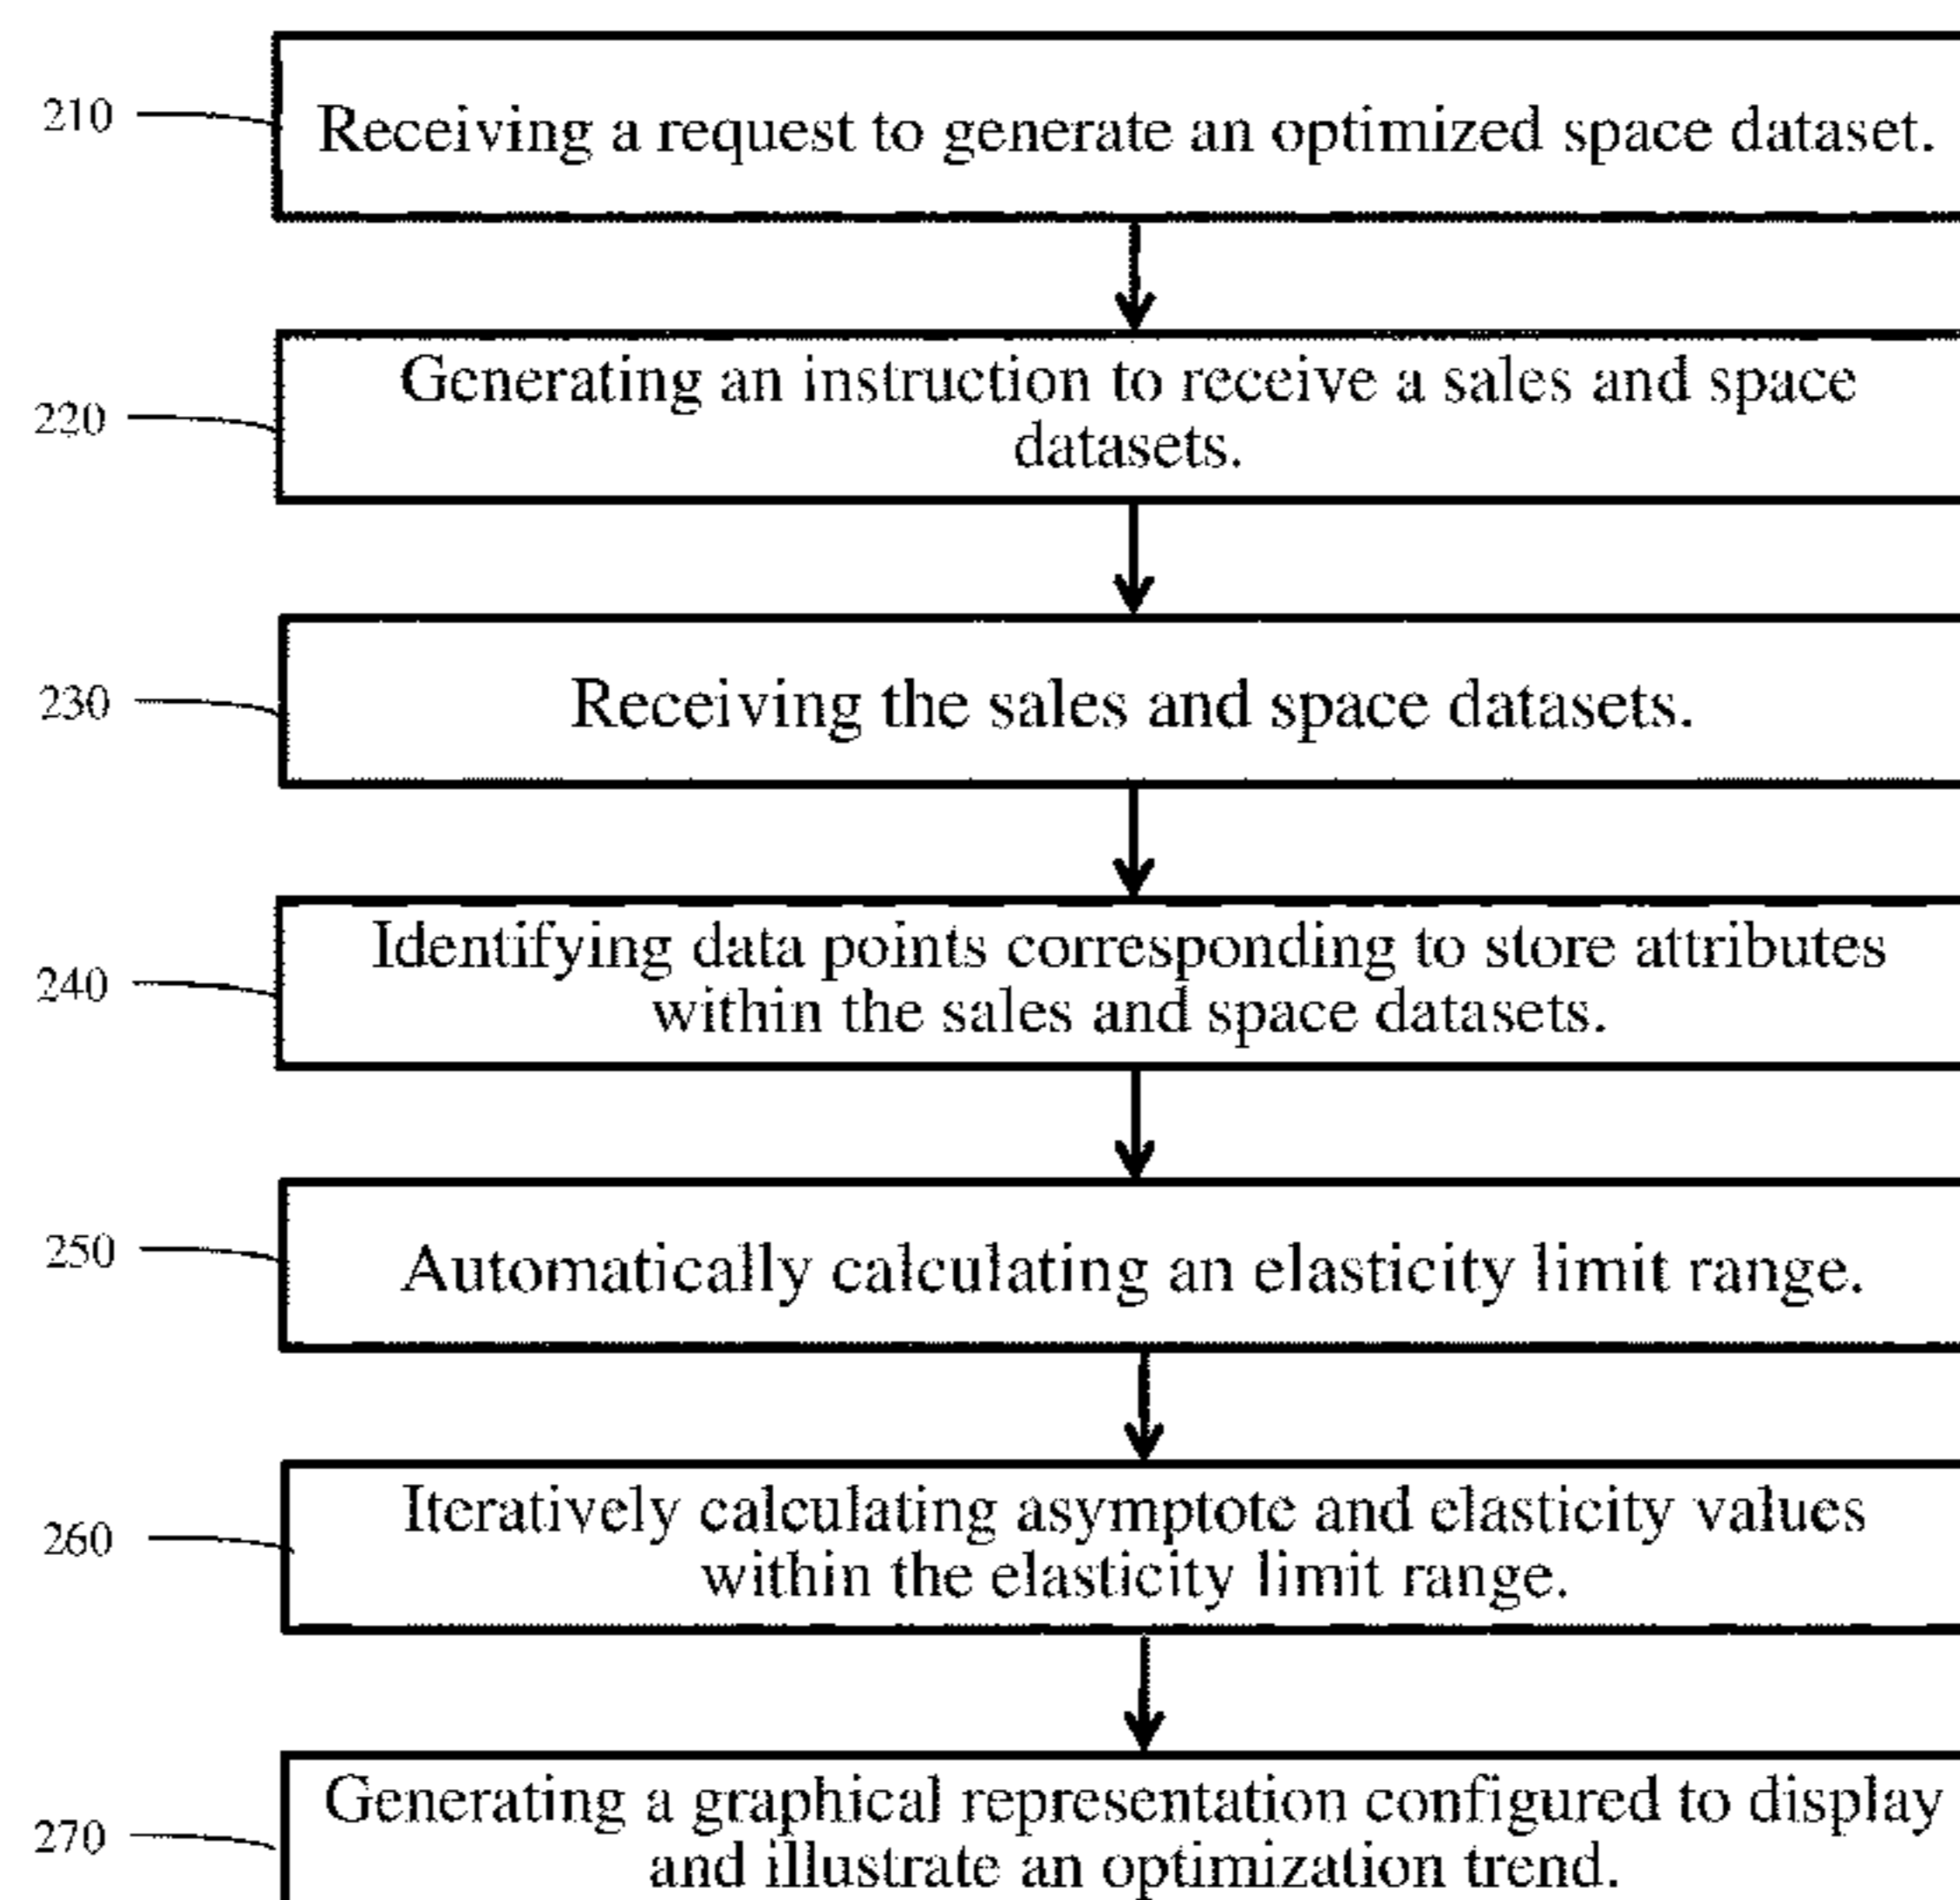 210
Receiving a request to generate an optimized space dataset.
220
Generating an instruction to receive a sales and space
datasets.
230
Receiving the sales and space datasets.
240
Identifying data points corresponding to store attributes
within the sales and space datasets.
250
Automatically calculating an elasticity limit range.
260
Iteratively calculating asymptote and elasticity values
within the elasticity limit range.
270
Generating a graphical representation configured to display
and illustrate an optimization trend.